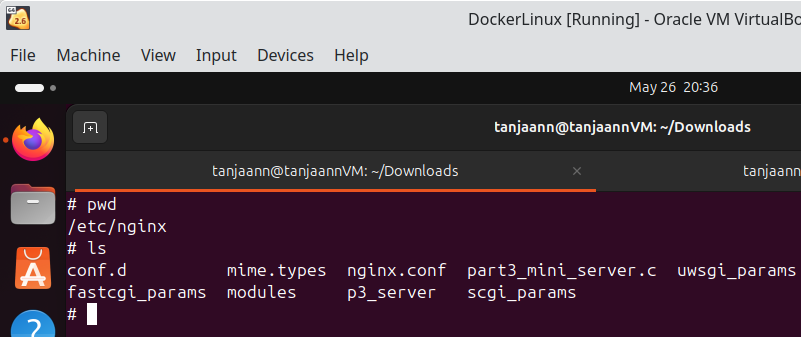 DockerLinux [Running] - Oracle VM VirtualBo
File Machine View Input Devices Help
May 26 20:36
tanjaann@tanjaannVM: ~/Downloads
tanjaann@tanjaannVM: ~/Downloads × tanjaann
# pwd
/etc/nginx
# ls
conf.d mime.types nginx.conf part3_mini_server.c uwsgi_params
fastcgi_params modules p3_server scgi_params
#